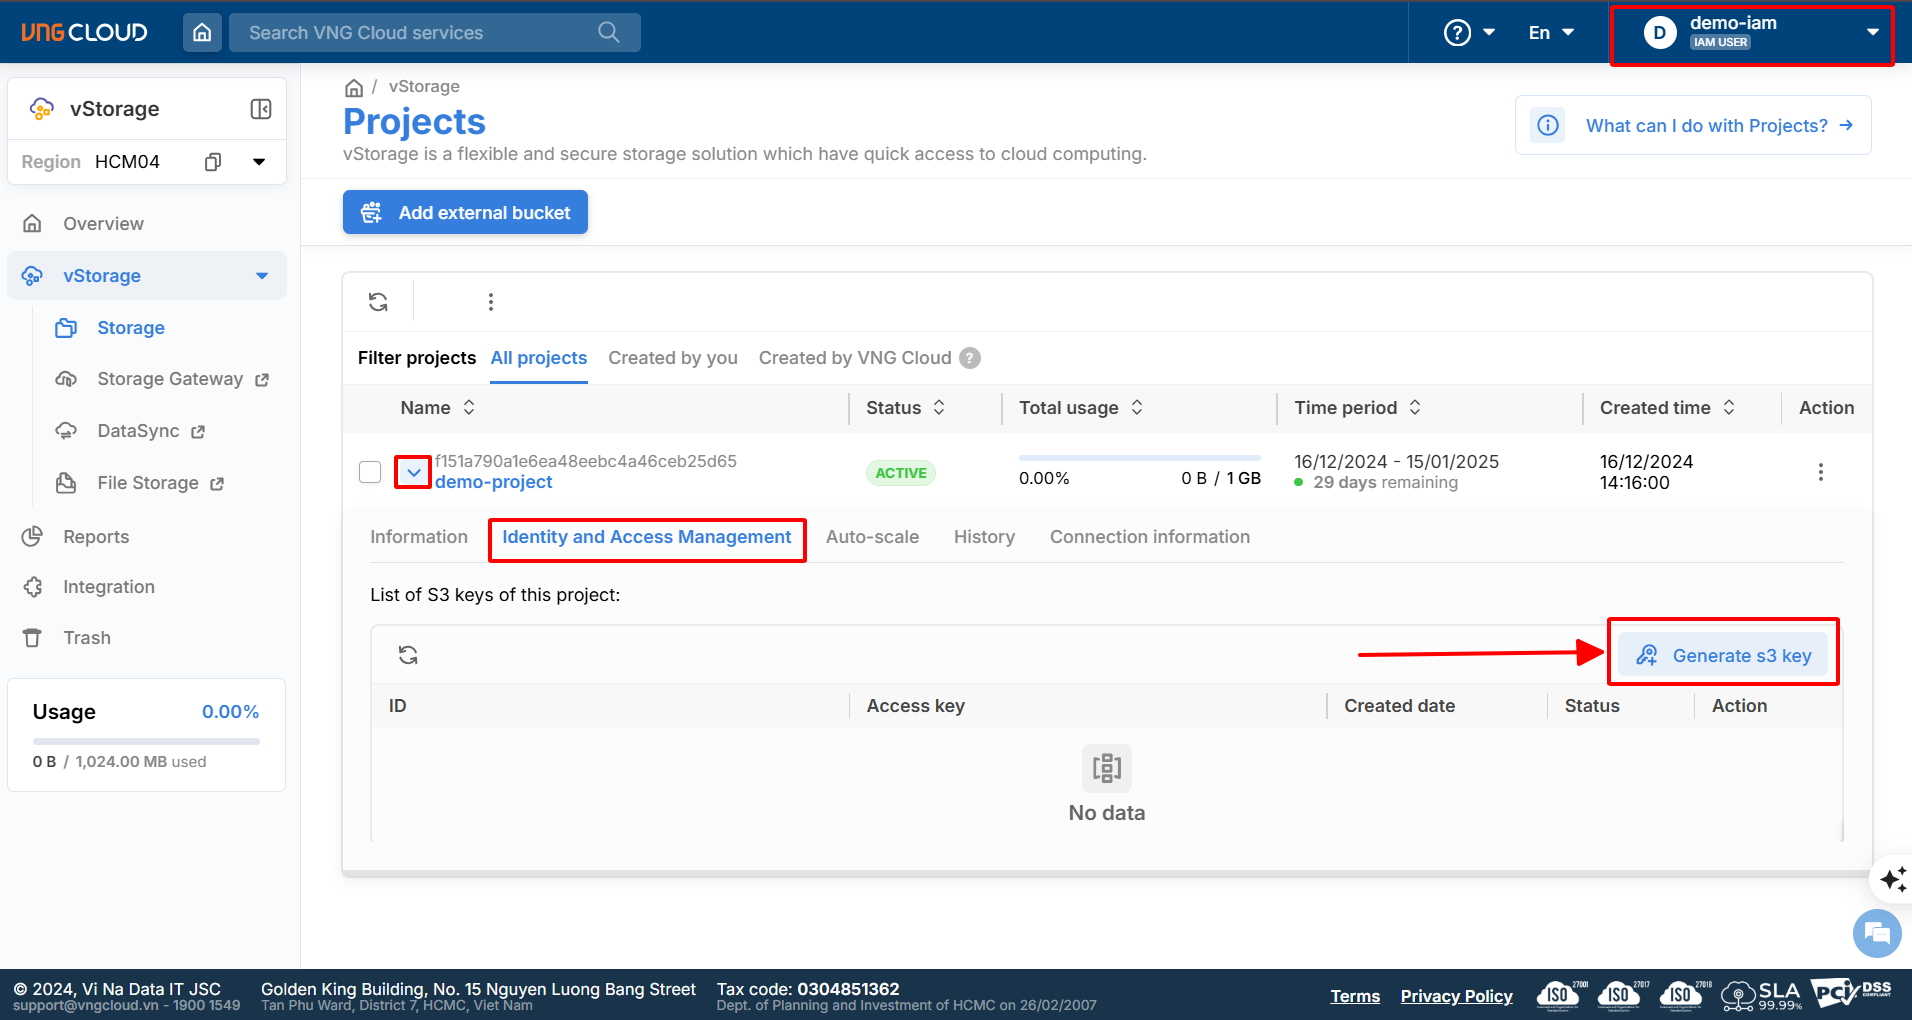 VNG CLOUD
Search VNG Cloud services
?
En
D
demo-iam
IAM USER
vStorage
Region HCM04
Overview
vStorage
Storage
Storage Gateway
DataSync
File Storage
Reports
Integration
Trash
Usage 0.00%
0 B / 1,024.00 MB used
/ vStorage
Projects
vStorage is a flexible and secure storage solution which have quick access to cloud computing.
What can I do with Projects?
Add external bucket
Filter projects All projects Created by you Created by VNG Cloud ?
Name Status Total usage Time period Created time Action
f151a790a1e6ea48eebc4a46ceb25d65
demo-project
ACTIVE
0.00% 0 B / 1 GB
16/12/2024 - 15/01/2025
29 days remaining
16/12/2024
14:16:00
Information Identity and Access Management Auto-scale History Connection information
List of S3 keys of this project:
Generate s3 key
ID Access key Created date Status Action
No data
© 2024, Vi Na Data IT JSC
support@vngcloud.vn - 1900 1549
Golden King Building, No. 15 Nguyen Luong Bang Street
Tan Phu Ward, District 7, HCMC, Viet Nam
Tax code: 0304851362
Dept. of Planning and Investment of HCMC on 26/02/2007
Terms Privacy Policy
ISO 27001
ISO 27017
ISO 27018
SLA
99.99%
PCI DSS
COMPLIANT